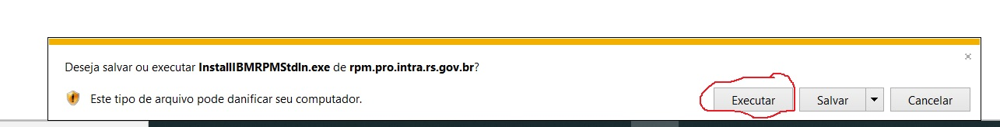 Deseja salvar ou executar InstallIBMRPMStdIn.exe de rpm.pro.intra.rs.gov.br?
Este tipo de arquivo pode danificar seu computador.
Executar
Salvar
Cancelar